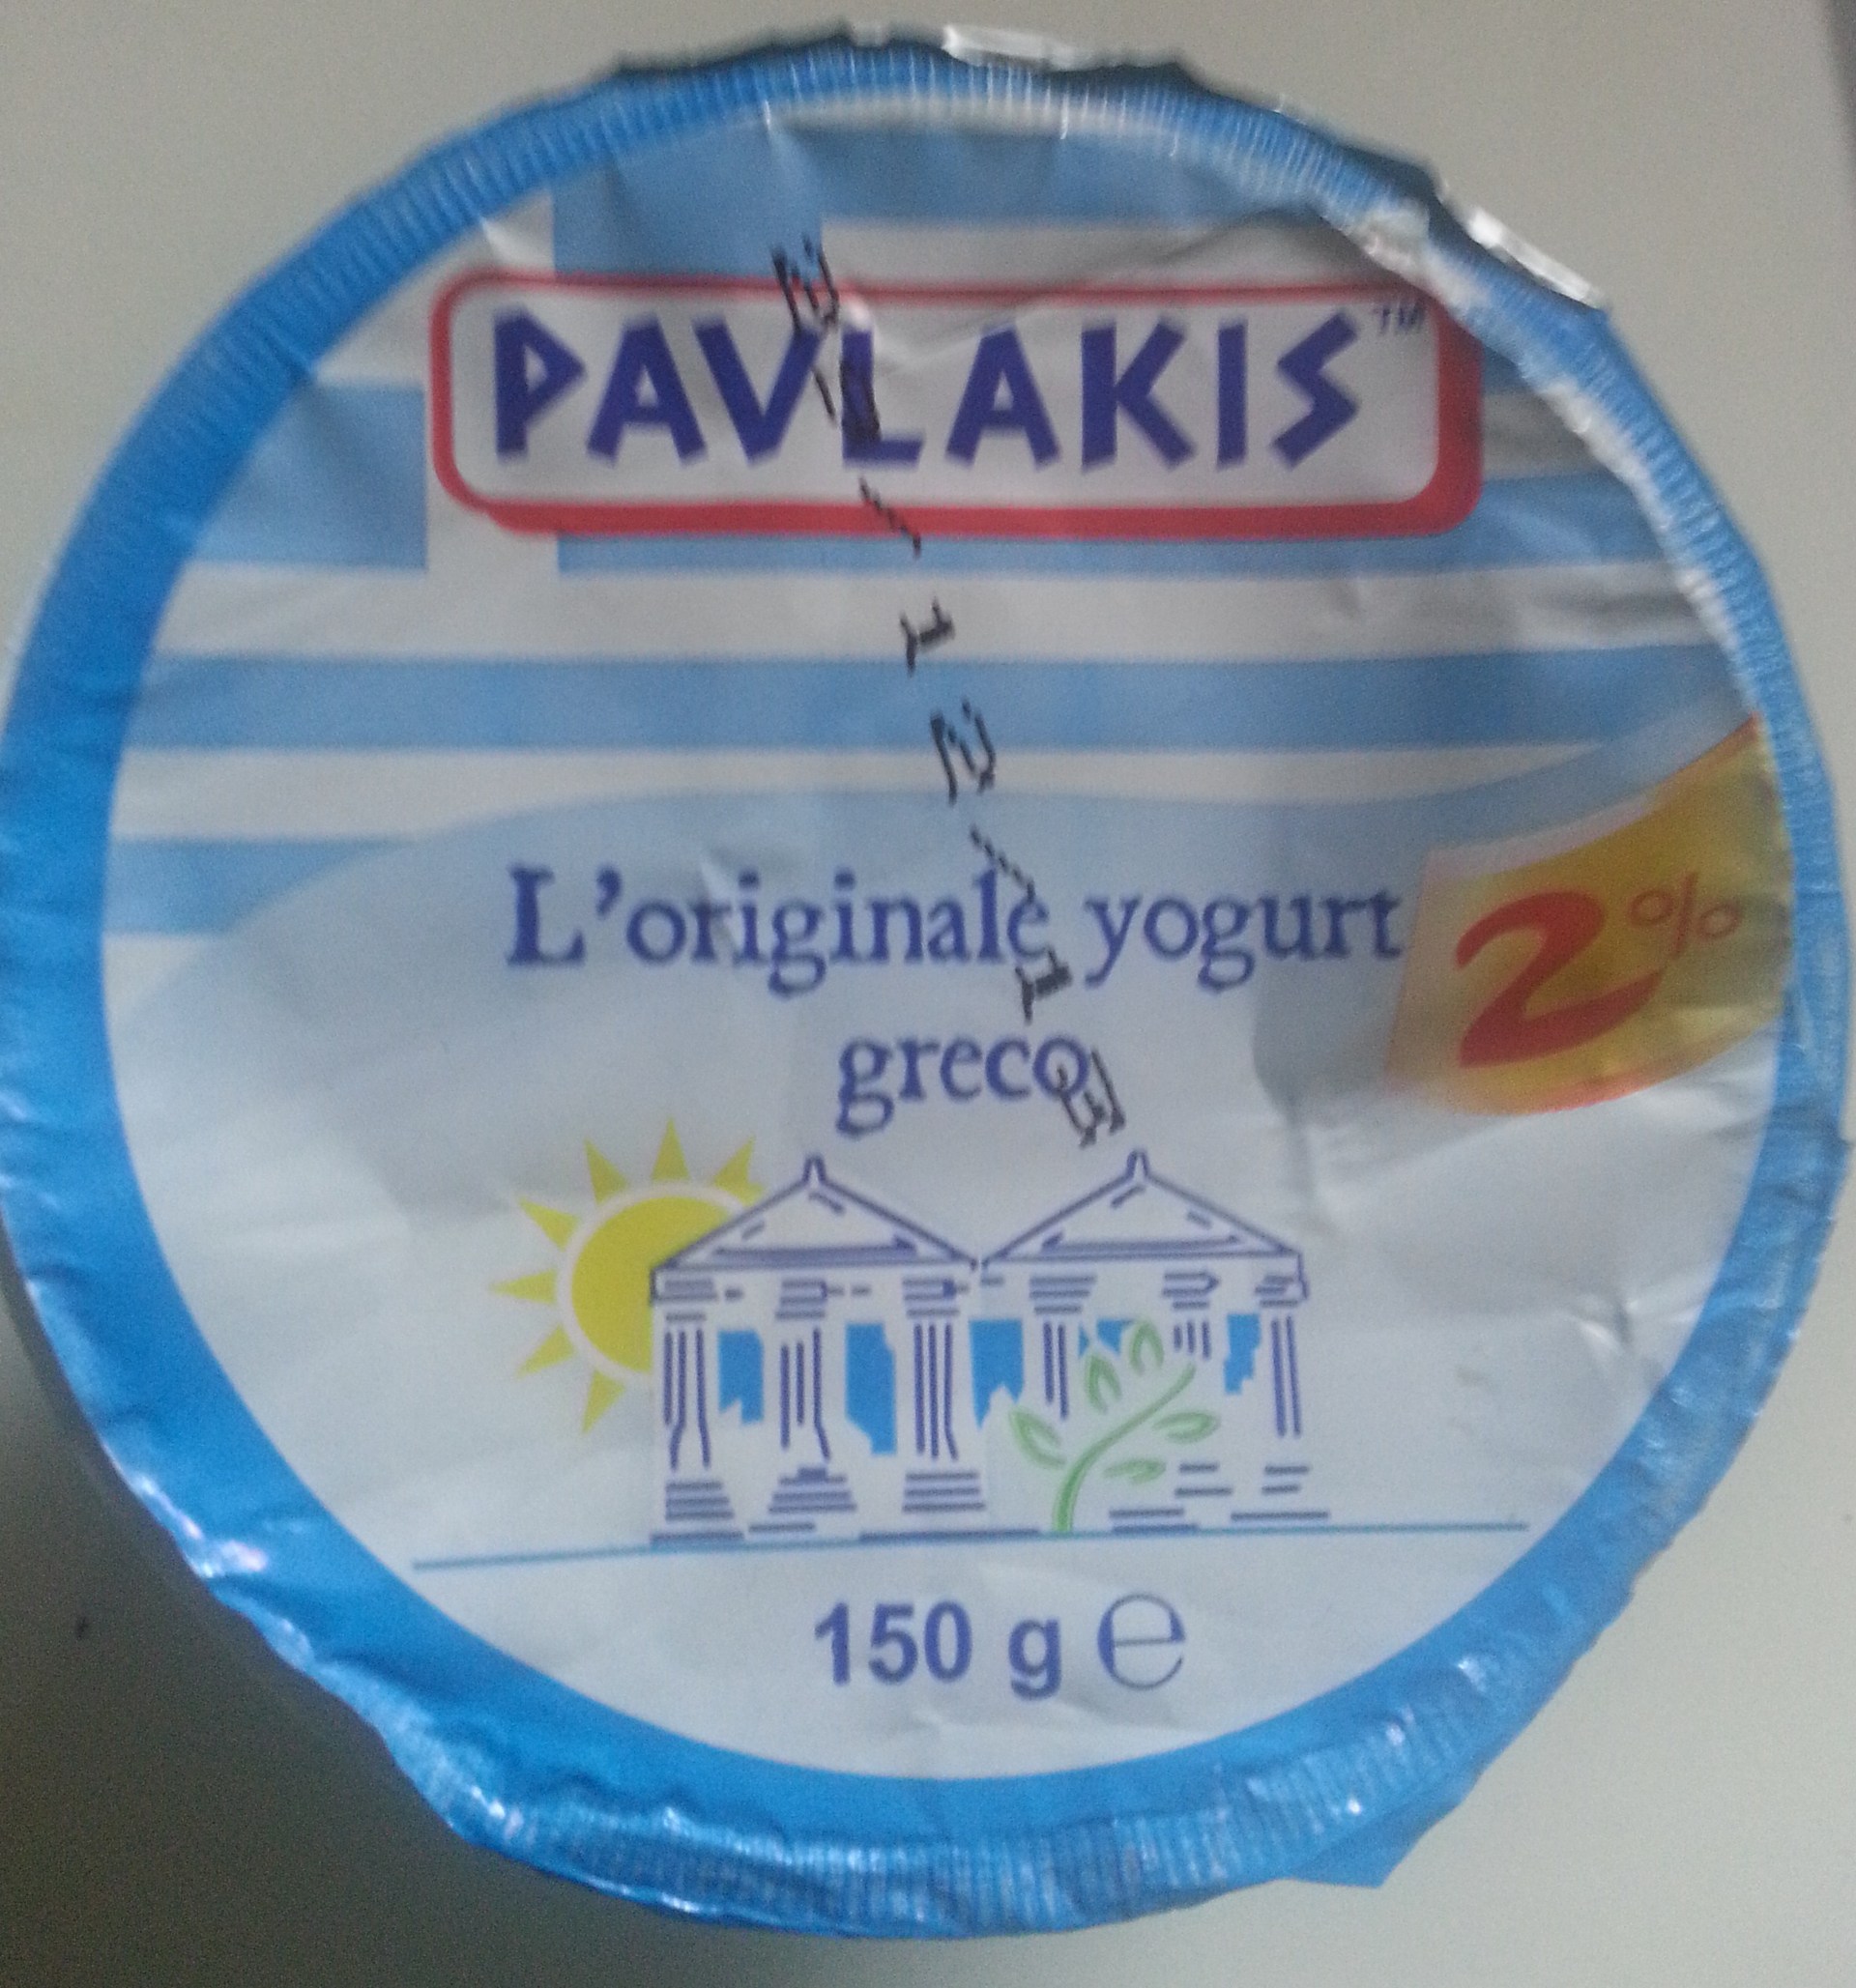 PAVLAKIS™
L'originale yogurt
greco
2%
150 g ℮